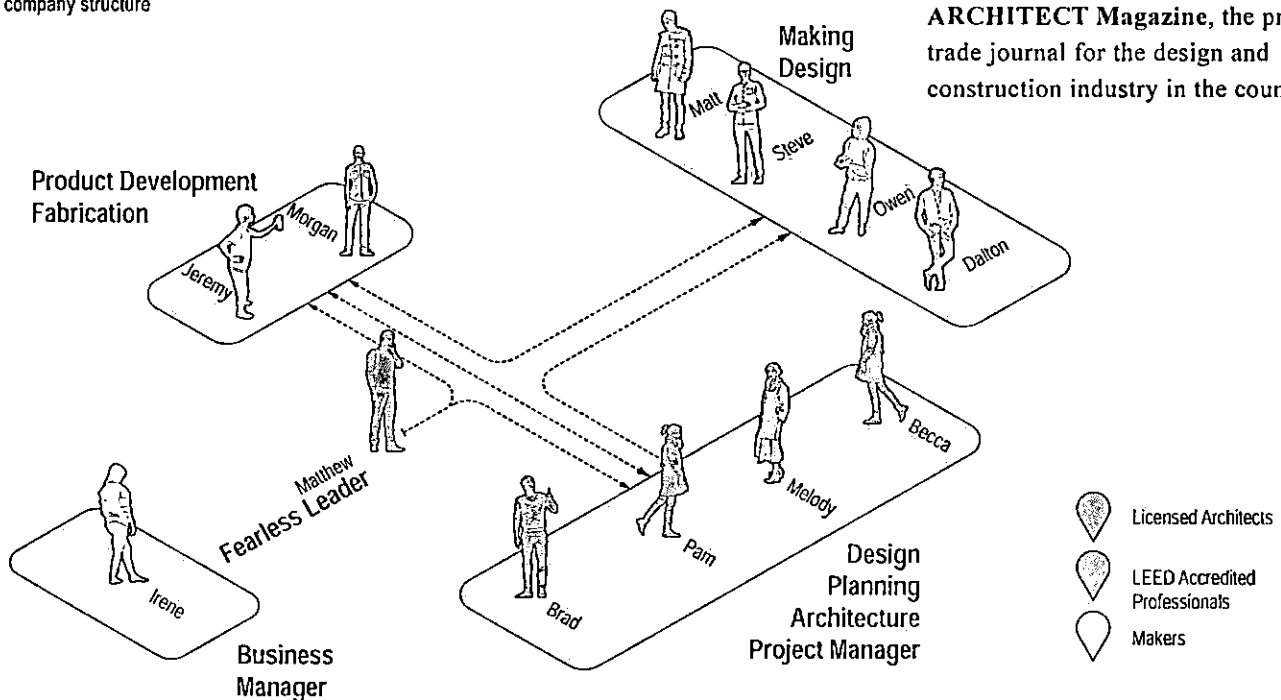 company structure
ARCHITECT Magazine, the pr
trade journal for the design and
construction industry in the coun
Making
Design
Matt
Steve
Owen
Dalton
Product Development
Fabrication
Morgan
Jeremy
Matthew
Fearless Leader
Becca
Melody
Pam
Brad
Design
Planning
Architecture
Project Manager
Irene
Business
Manager
Licensed Architects
LEED Accredited
Professionals
Makers